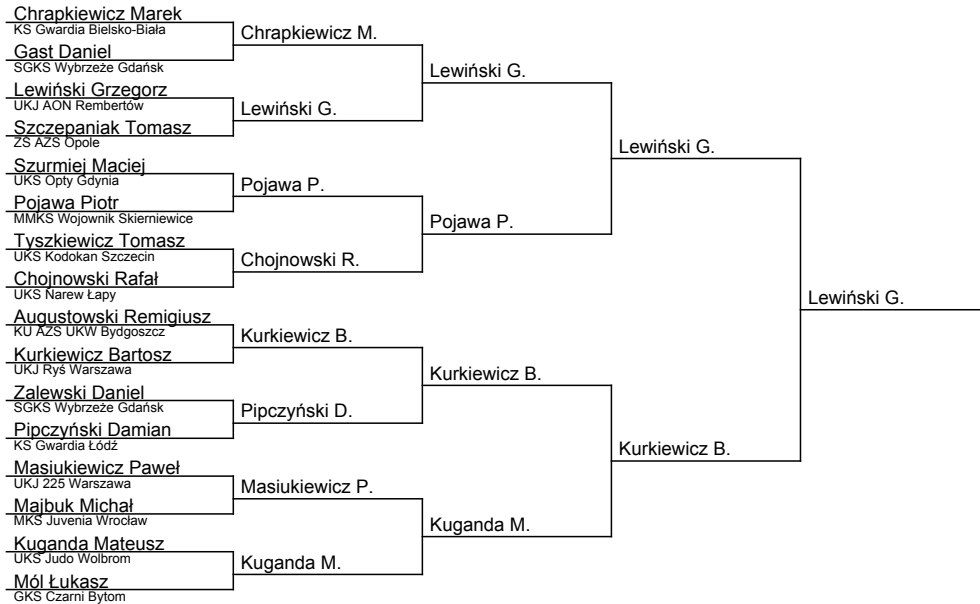 Chrapkiewicz Marek
KS Gwardia Bielsko-Biała
Gast Daniel
SGKS Wybrzeże Gdańsk
Lewiński Grzegorz
UKJ AON Rembertów
Szczepaniak Tomasz
ZS AZS Opole
Szurmiej Maciej
UKS Opty Gdynia
Pojawa Piotr
MMKS Wojownik Skierniewice
Tyszkiewicz Tomasz
UKS Kodokan Szczecin
Chojnowski Rafał
UKS Narew Łapy
Augustowski Remigiusz
KU AZS UKW Bydgoszcz
Kurkiewicz Bartosz
UKJ Ryś Warszawa
Zalewski Daniel
SGKS Wybrzeże Gdańsk
Pipczyński Damian
KS Gwardia Łódź
Masiukiewicz Paweł
UKJ 225 Warszawa
Majbuk Michał
MKS Juvenia Wrocław
Kuganda Mateusz
UKS Judo Wolbrom
Mól Łukasz
GKS Czarni Bytom
Chrapkiewicz M.
Lewiński G.
Pojawa P.
Chojnowski R.
Kurkiewicz B.
Pipczyński D.
Masiukiewicz P.
Kuganda M.
Lewiński G.
Pojawa P.
Kurkiewicz B.
Kuganda M.
Lewiński G.
Kurkiewicz B.
Lewiński G.